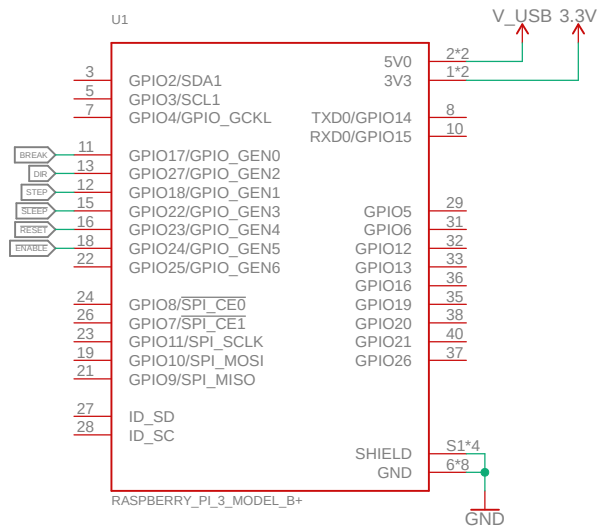 U1
V_USB 3.3V
5V0 2*2
3V3 1*2
3 GPIO2/SDA1
5 GPIO3/SCL1
7 GPIO4/GPIO_GCKL
TXD0/GPIO14 8
RXD0/GPIO15 10
BREAK 11 GPIO17/GPIO_GEN0
DIR 13 GPIO27/GPIO_GEN2
STEP 12 GPIO18/GPIO_GEN1
SLEEP 15 GPIO22/GPIO_GEN3
RESET 16 GPIO23/GPIO_GEN4
ENABLE 18 GPIO24/GPIO_GEN5
22 GPIO25/GPIO_GEN6
GPIO5 29
GPIO6 31
GPIO12 32
GPIO13 33
GPIO16 36
GPIO19 35
GPIO20 38
GPIO21 40
GPIO26 37
24 GPIO8/SPI_CE0
26 GPIO7/SPI_CE1
23 GPIO11/SPI_SCLK
19 GPIO10/SPI_MOSI
21 GPIO9/SPI_MISO
27 ID_SD
28 ID_SC
SHIELD S1*4
GND 6*8
RASPBERRY_PI_3_MODEL_B+
GND